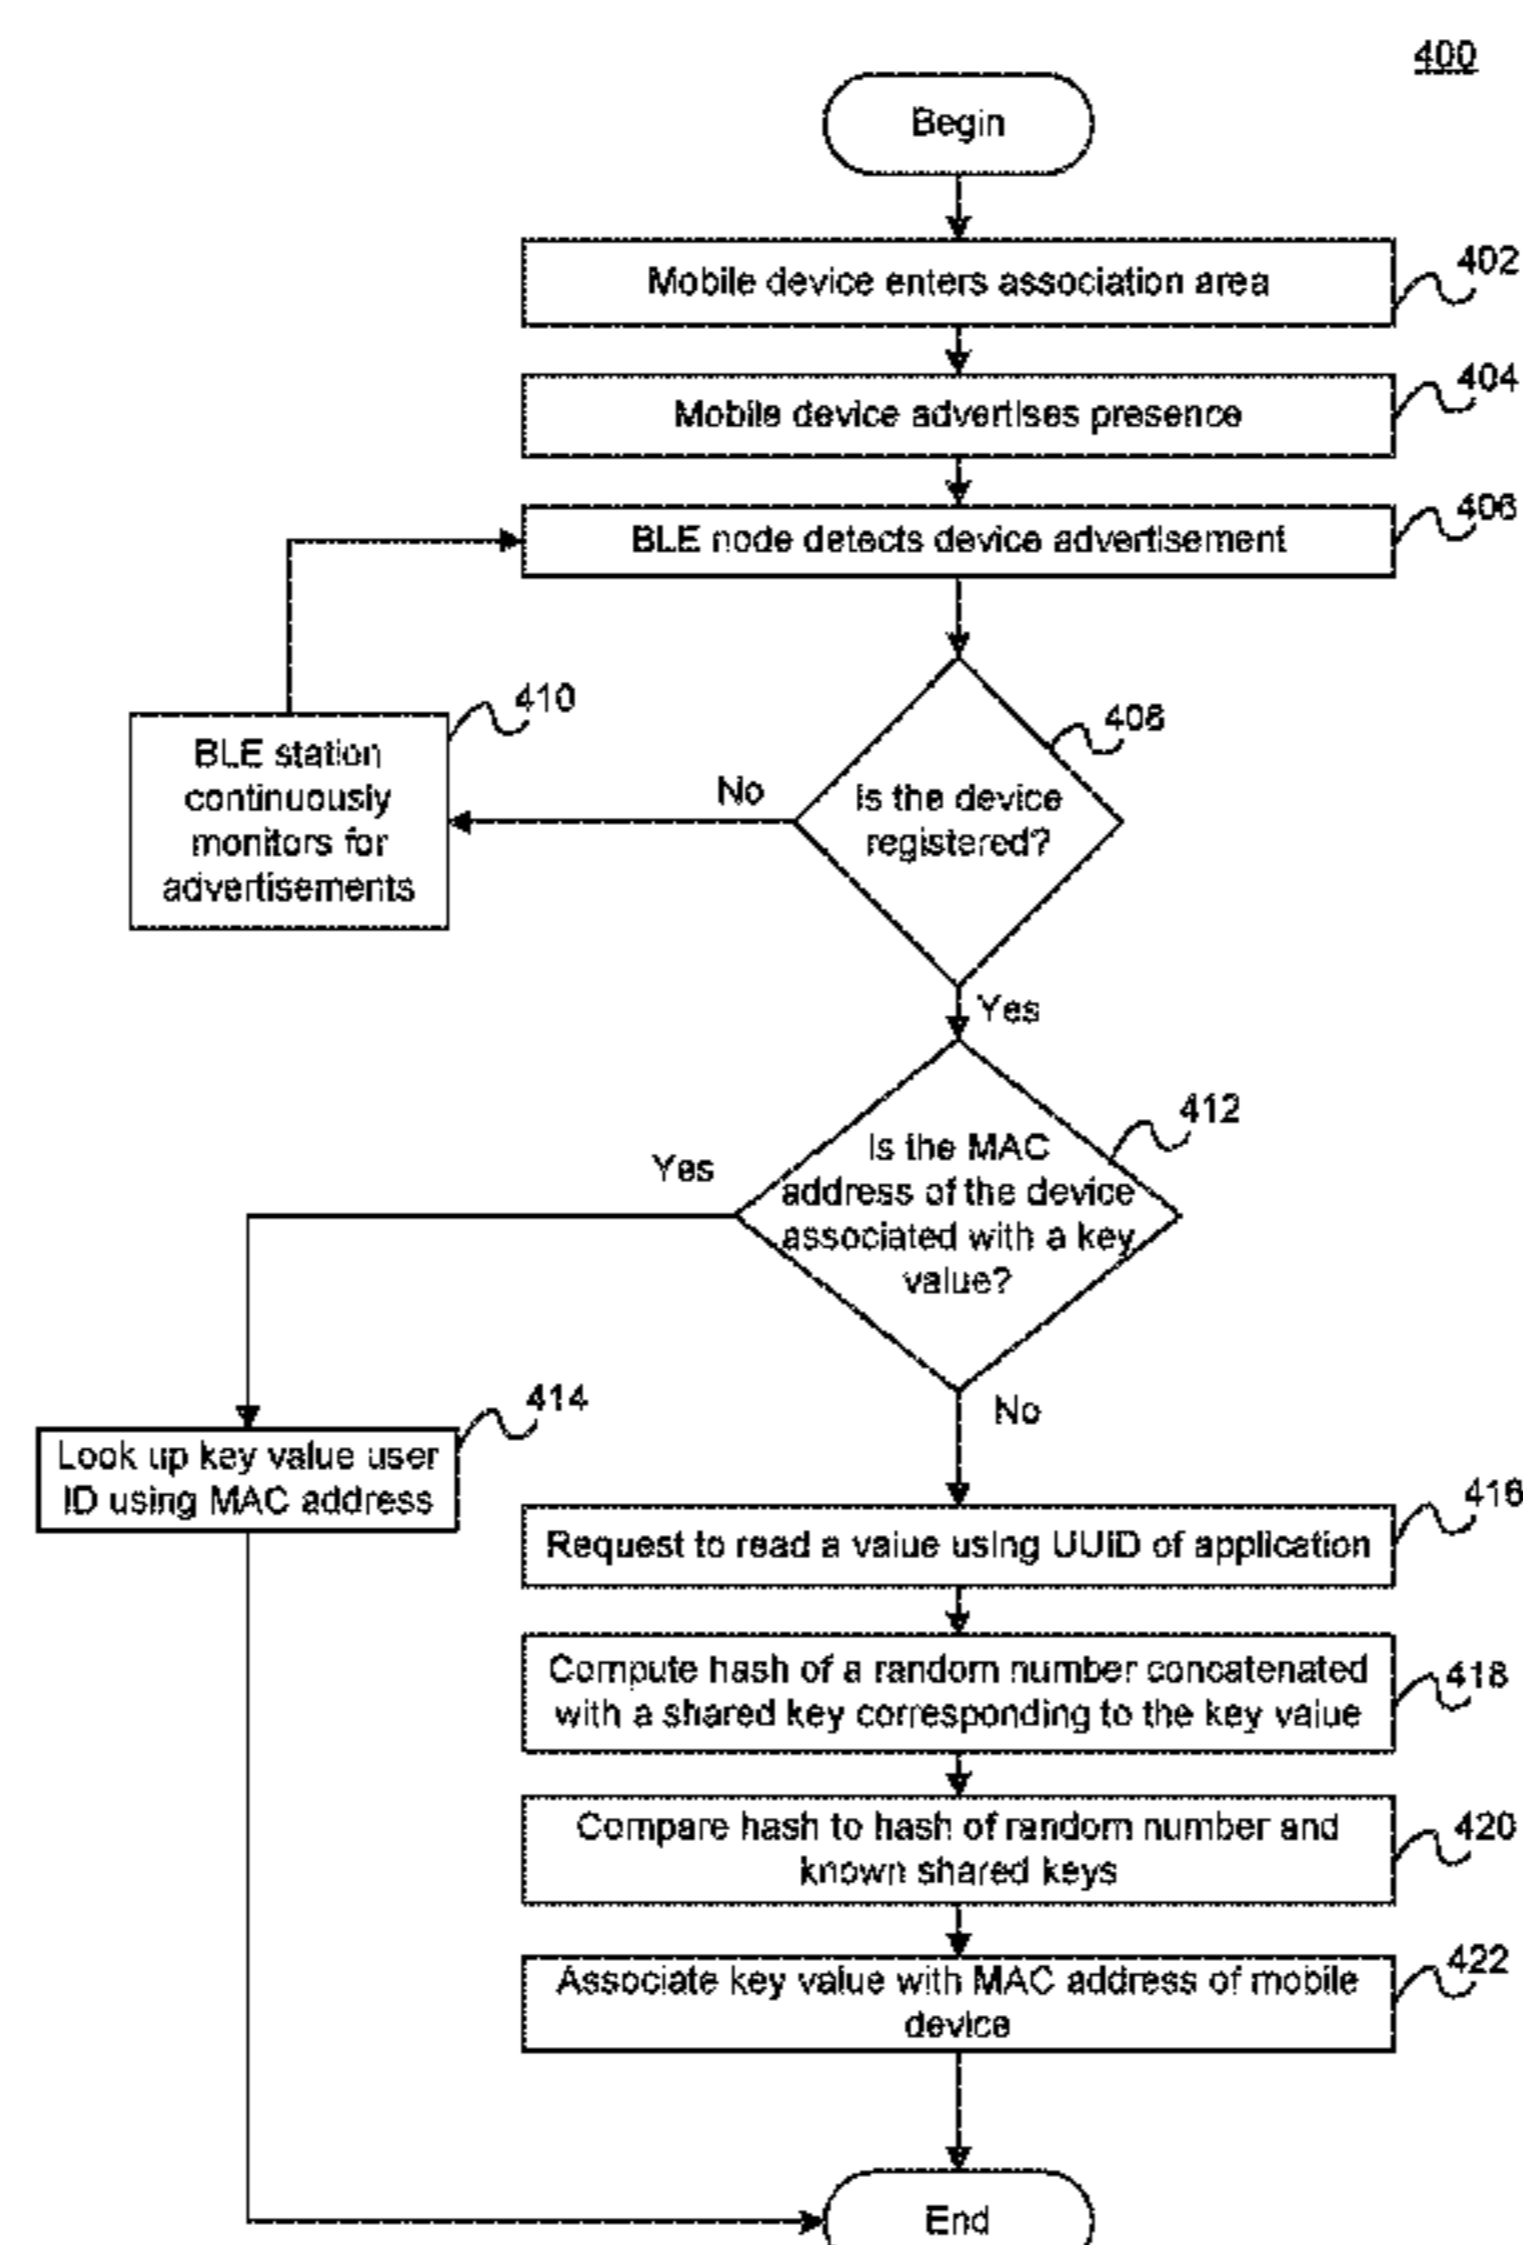 400
Begin
Mobile device enters association area
402
Mobile device advertises presence
404
BLE node detects device advertisement
406
410
BLE station
continuously
monitors for
advertisements
No
408
Is the device
registered?
Yes
412
Yes
Is the MAC
address of the device
associated with a key
value?
No
414
Look up key value user
ID using MAC address
416
Request to read a value using UUID of application
Compute hash of a random number concatenated
with a shared key corresponding to the key value
418
Compare hash to hash of random number and
known shared keys
420
Associate key value with MAC address of mobile
device
422
End